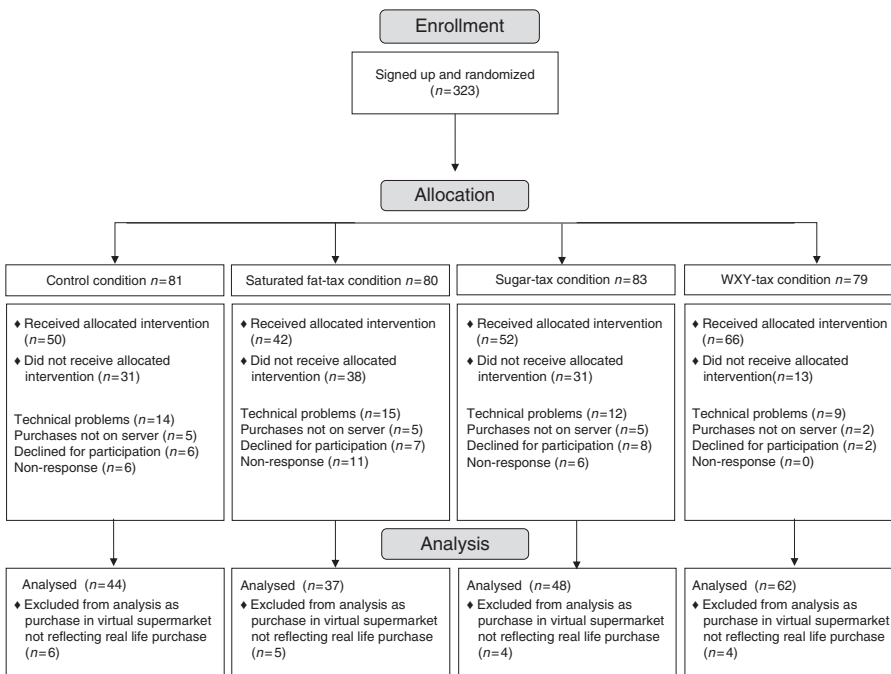 Enrollment
Signed up and randomized
(n=323)
Allocation
Control condition n=81
Saturated fat-tax condition n=80
Sugar-tax condition n=83
WXY-tax condition n=79
♦ Received allocated intervention
(n=50)
♦ Did not receive allocated
intervention (n=31)
Technical problems (n=14)
Purchases not on server (n=5)
Declined for participation (n=6)
Non-response (n=6)
♦ Received allocated intervention
(n=42)
♦ Did not receive allocated
intervention (n=38)
Technical problems (n=15)
Purchases not on server (n=5)
Declined for participation (n=7)
Non-response (n=11)
♦ Received allocated intervention
(n=52)
♦ Did not receive allocated
intervention (n=31)
Technical problems (n=12)
Purchases not on server (n=5)
Declined for participation (n=8)
Non-response (n=6)
♦ Received allocated intervention
(n=66)
♦ Did not receive allocated
intervention(n=13)
Technical problems (n=9)
Purchases not on server (n=2)
Declined for participation (n=2)
Non-response (n=0)
Analysis
Analysed (n=44)
♦ Excluded from analysis as
purchase in virtual supermarket
not reflecting real life purchase
(n=6)
Analysed (n=37)
♦ Excluded from analysis as
purchase in virtual supermarket
not reflecting real life purchase
(n=5)
Analysed (n=48)
♦ Excluded from analysis as
purchase in virtual supermarket
not reflecting real life purchase
(n=4)
Analysed (n=62)
♦ Excluded from analysis as
purchase in virtual supermarket
not reflecting real life purchase
(n=4)